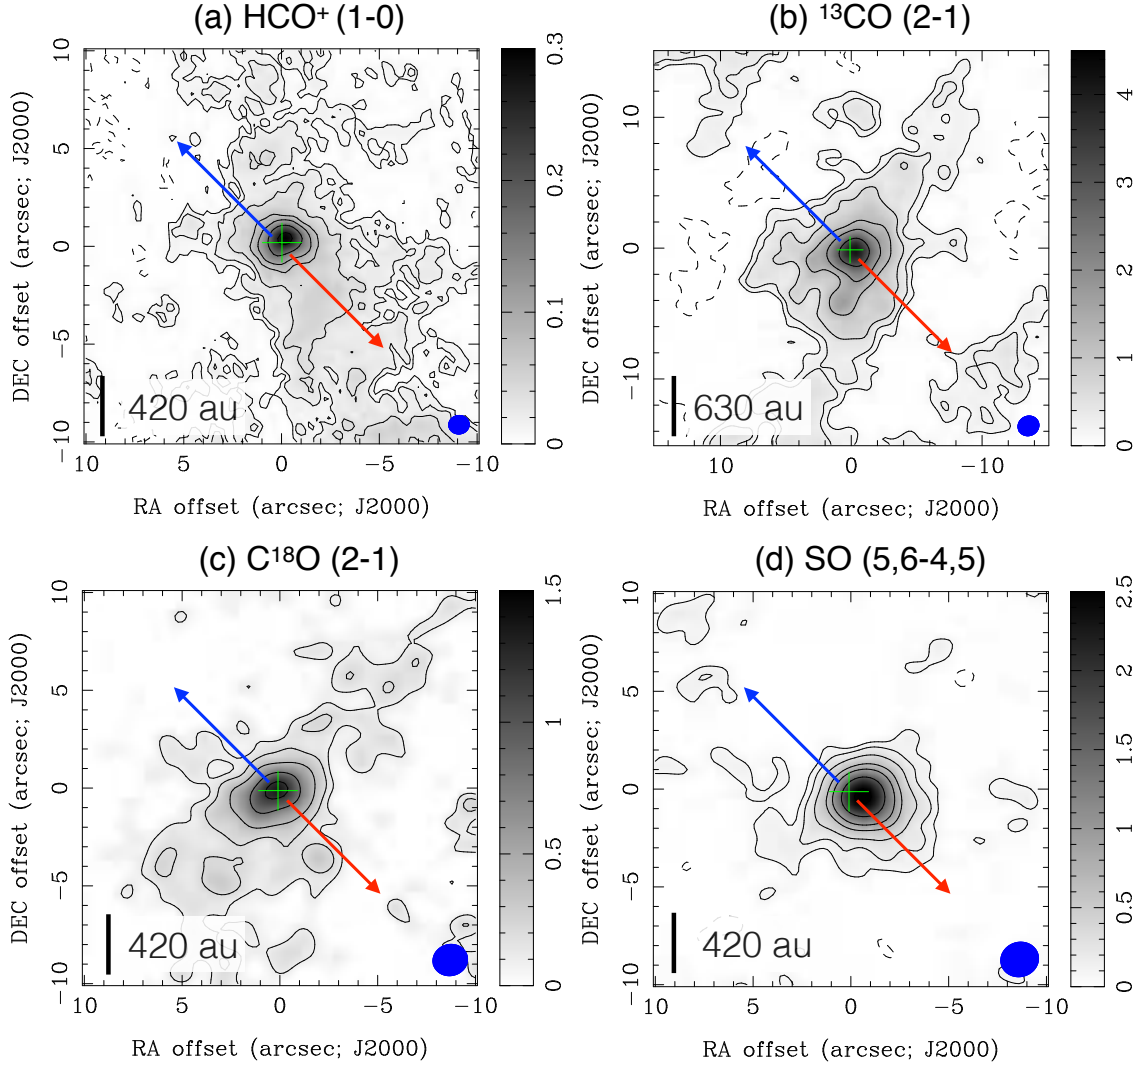 (a) HCO⁺ (1-0)
DEC offset (arcsec; J2000)
10
5
0
−5
−10
420 au
10 5 0 −5 −10
RA offset (arcsec; J2000)
0.3
0.2
0.1
0
(b) ¹³CO (2-1)
DEC offset (arcsec; J2000)
10
0
−10
630 au
10 0 −10
RA offset (arcsec; J2000)
4
3
2
1
0
(c) C¹⁸O (2-1)
DEC offset (arcsec; J2000)
10
5
0
−5
−10
420 au
10 5 0 −5 −10
RA offset (arcsec; J2000)
1.5
1
0.5
0
(d) SO (5,6-4,5)
DEC offset (arcsec; J2000)
10
5
0
−5
−10
420 au
10 5 0 −5 −10
RA offset (arcsec; J2000)
2.5
2
1.5
1
0.5
0